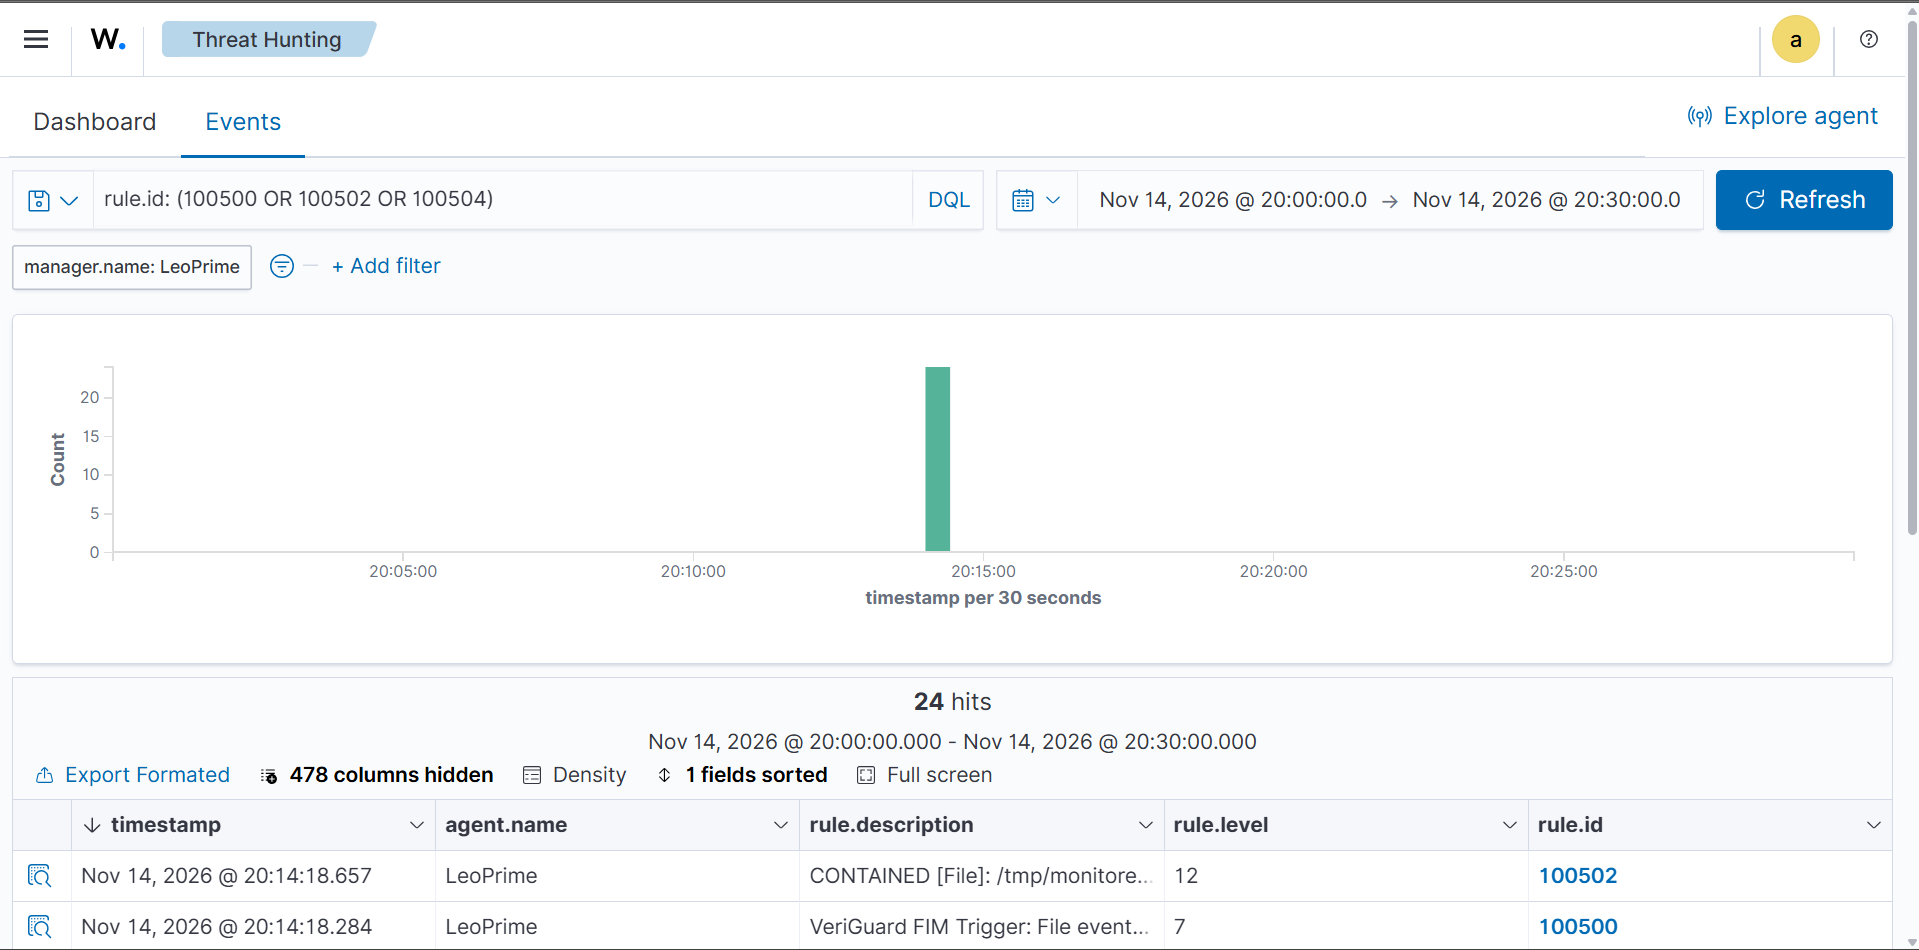 W.
Threat Hunting
a
Dashboard
Events
Explore agent
rule.id: (100500 OR 100502 OR 100504)
DQL
Nov 14, 2026 @ 20:00:00.0 → Nov 14, 2026 @ 20:30:00.0
Refresh
manager.name: LeoPrime
+ Add filter
Count
20
15
10
5
0
20:05:00
20:10:00
20:15:00
20:20:00
20:25:00
timestamp per 30 seconds
24 hits
Nov 14, 2026 @ 20:00:00.000 - Nov 14, 2026 @ 20:30:00.000
Export Formatted
478 columns hidden
Density
1 fields sorted
Full screen
timestamp
agent.name
rule.description
rule.level
rule.id
Nov 14, 2026 @ 20:14:18.657 LeoPrime CONTAINED [File]: /tmp/monitore... 12 100502
Nov 14, 2026 @ 20:14:18.284 LeoPrime VeriGuard FIM Trigger: File event... 7 100500